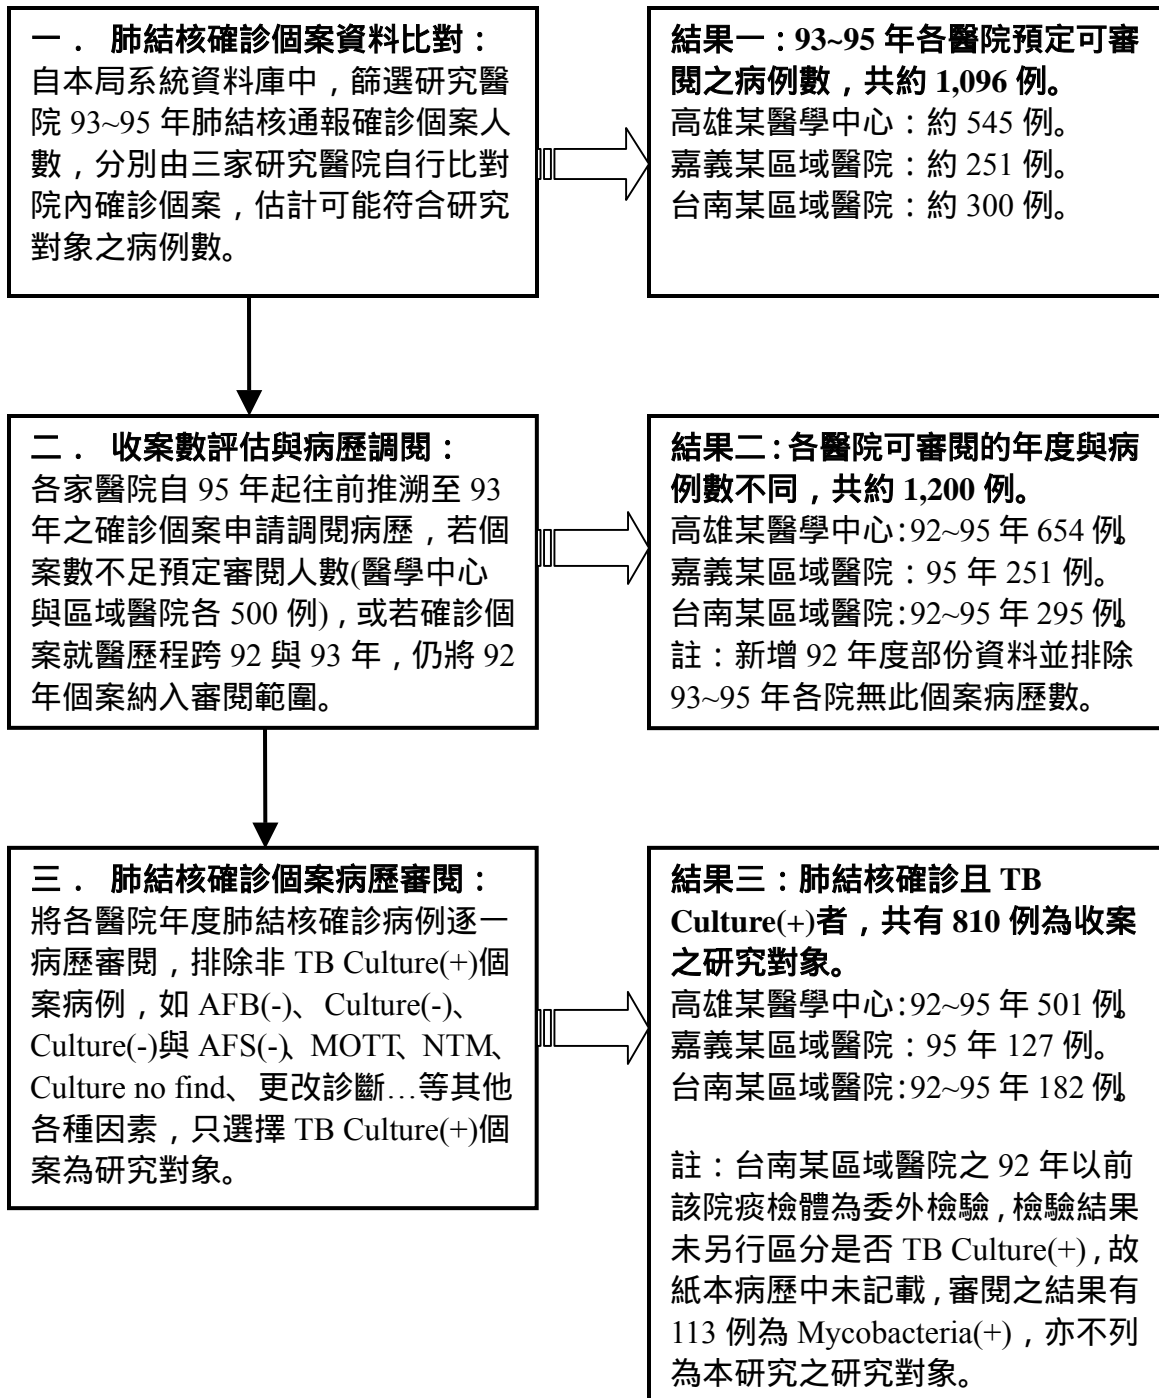 一． 肺結核確診個案資料比對：
自本局系統資料庫中，篩選研究醫
院 93~95 年肺結核通報確診個案人
數，分別由三家研究醫院自行比對
院內確診個案，估計可能符合研究
對象之病例數。
結果一：93~95 年各醫院預定可審
閱之病例數，共約 1,096 例。
高雄某醫學中心：約 545 例。
嘉義某區域醫院：約 251 例。
台南某區域醫院：約 300 例。
二． 收案數評估與病歷調閱：
各家醫院自 95 年起往前推溯至 93
年之確診個案申請調閱病歷，若個
案數不足預定審閱人數(醫學中心
與區域醫院各 500 例)，或若確診個
案就醫歷程跨 92 與 93 年，仍將 92
年個案納入審閱範圍。
結果二：各醫院可審閱的年度與病
例數不同，共約 1,200 例。
高雄某醫學中心：92~95 年 654 例。
嘉義某區域醫院：95 年 251 例。
台南某區域醫院：92~95 年 295 例。
註：新增 92 年度部份資料並排除
93~95 年各院無此個案病歷數。
三． 肺結核確診個案病歷審閱：
將各醫院年度肺結核確診病例逐一
病歷審閱，排除非 TB Culture(+)個
案病例，如 AFB(-)、Culture(-)、
Culture(-)與 AFS(-)、MOTT、NTM、
Culture no find、更改診斷…等其他
各種因素，只選擇 TB Culture(+)個
案為研究對象。
結果三：肺結核確診且 TB
Culture(+)者，共有 810 例為收案
之研究對象。
高雄某醫學中心：92~95 年 501 例。
嘉義某區域醫院：95 年 127 例。
台南某區域醫院：92~95 年 182 例。
註：台南某區域醫院之 92 年以前
該院痰檢體為委外檢驗，檢驗結果
未另行區分是否 TB Culture(+)，故
紙本病歷中未記載，審閱之結果有
113 例為 Mycobacteria(+)，亦不列
為本研究之研究對象。